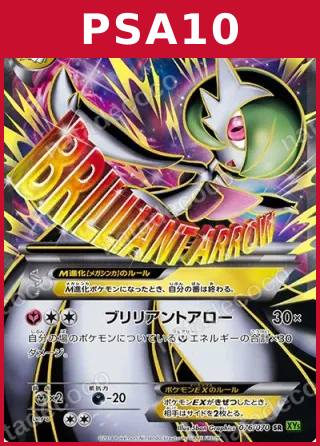 PSA10
BRILLIANT ARROW
M進化(メガシンカ)のルール
M進化ポケモンになったとき、自分の番は終わる。
ブリリアントアロー 30×
自分の場のポケモンについているエネルギーの合計×30
ダメージ。
×2
抵抗力
-20
ポケモンEXのルール
ポケモンEXがきぜつしたとき、
相手はサイドを2枚とる。
076/070 SR XY5